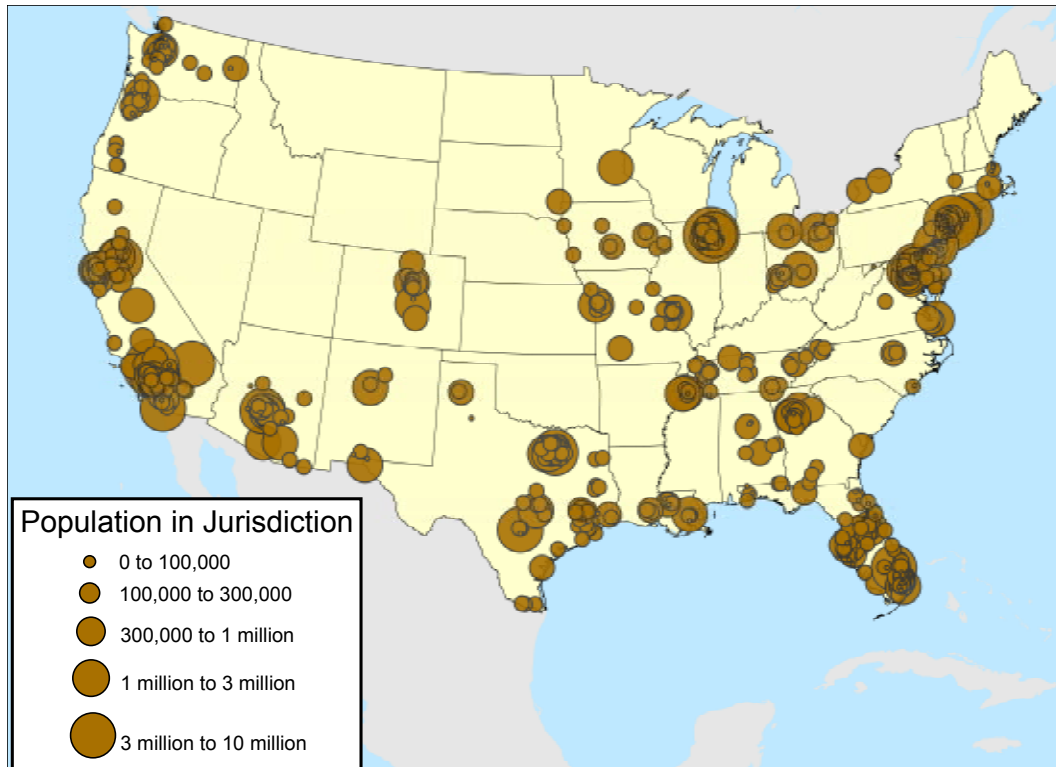 Population in Jurisdiction
0 to 100,000
100,000 to 300,000
300,000 to 1 million
1 million to 3 million
3 million to 10 million